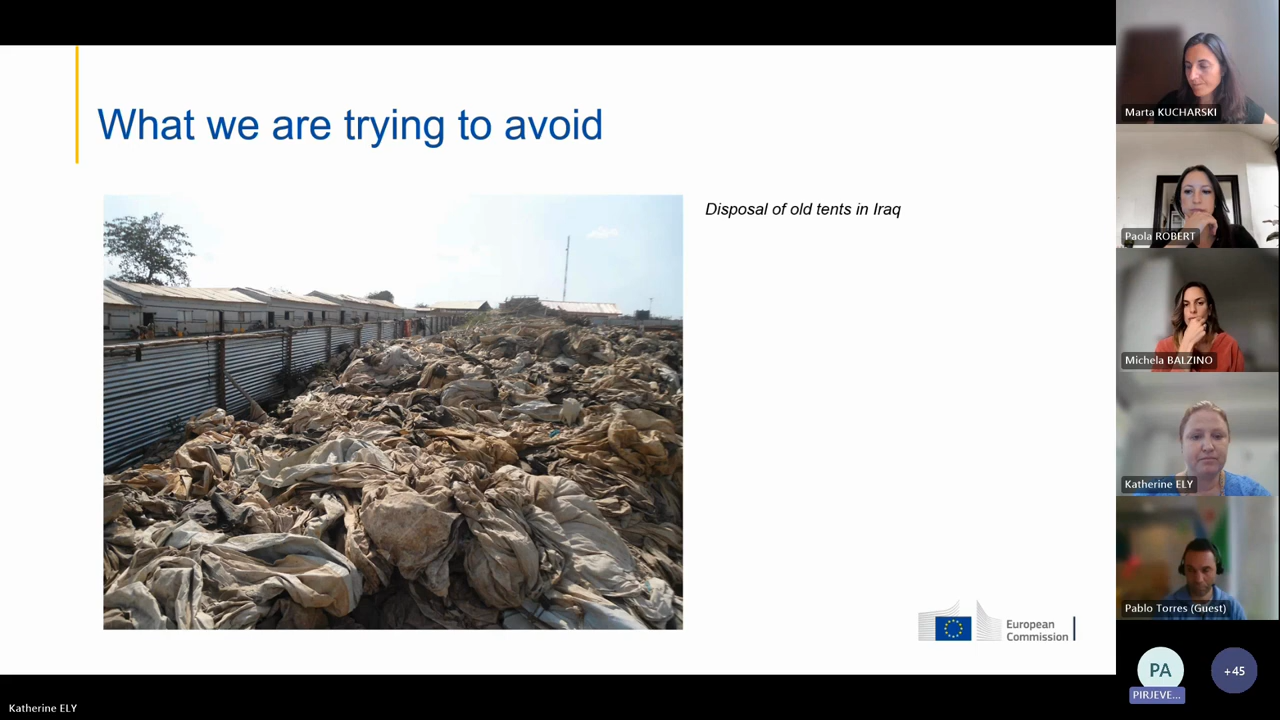 What we are trying to avoid
Disposal of old tents in Iraq
European
Commission
Marta KUCHARSKI
Paola ROBERT
Michela BALZINO
Katherine ELY
Pablo Torres (Guest)
PA
+45
PIRJEVE...
Katherine ELY